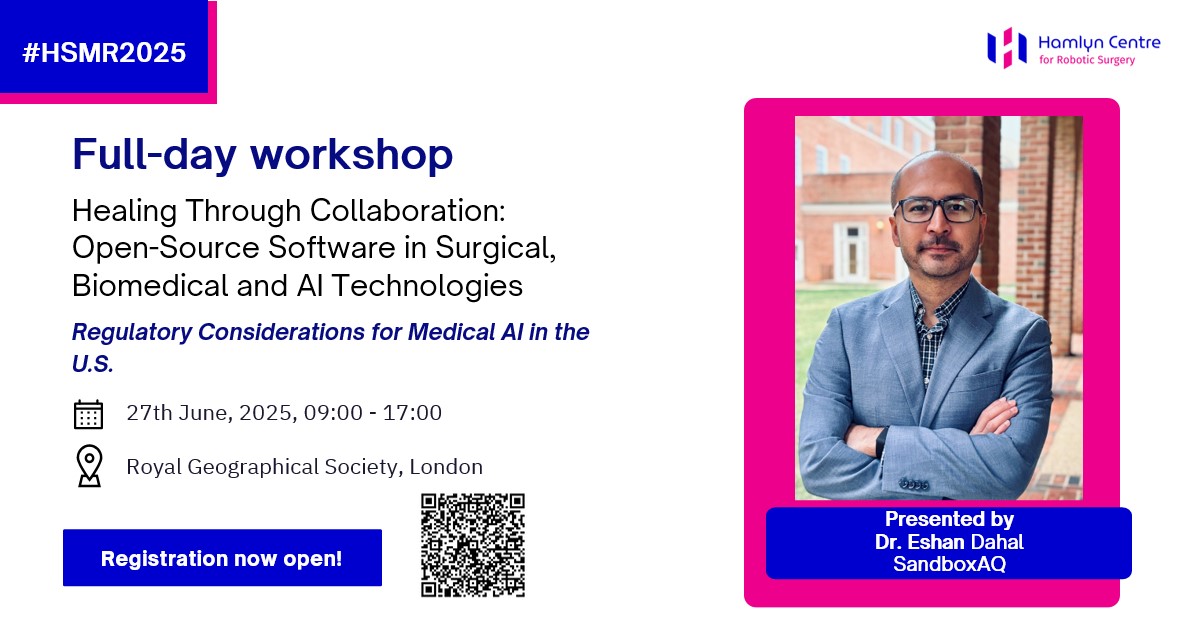 #HSMR2025
Hamlyn Centre
for Robotic Surgery
Full-day workshop
Healing Through Collaboration:
Open-Source Software in Surgical,
Biomedical and AI Technologies
Regulatory Considerations for Medical AI in the
U.S.
27th June, 2025, 09:00 - 17:00
Royal Geographical Society, London
Registration now open!
Presented by
Dr. Eshan Dahal
SandboxAQ